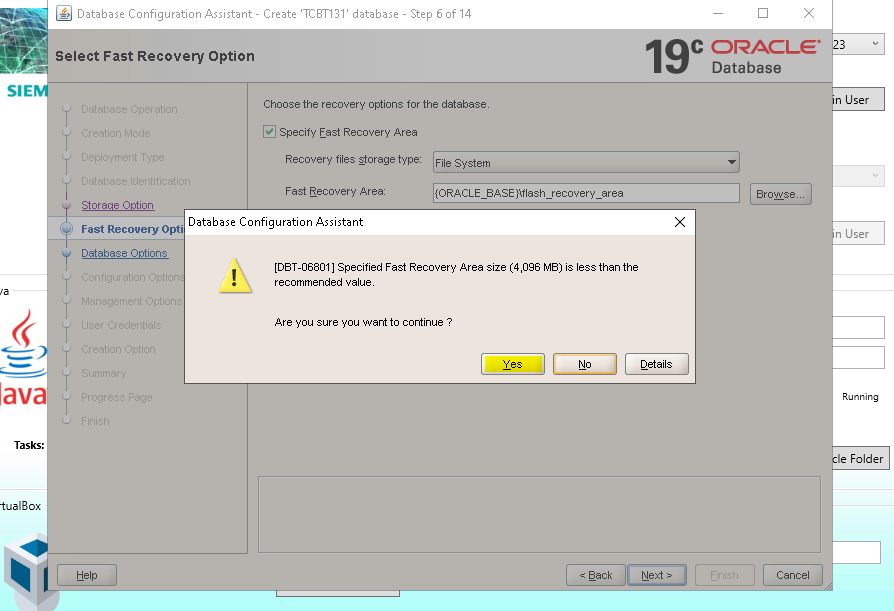 Database Configuration Assistant - Create 'TCBT131' database - Step 6 of 14
Select Fast Recovery Option
19c ORACLE
Database
23
SIEM
in User
Database Operation
Creation Mode
Deployment Type
Database Identification
Storage Option
Fast Recovery Opti
Database Options
Configuration Options
Management Options
User Credentials
Creation Option
Summary
Progress Page
Finish
Choose the recovery options for the database.
Specify Fast Recovery Area
Recovery files storage type:
File System
Fast Recovery Area:
{ORACLE_BASE}\flash_recovery_area
Browse...
in User
Database Configuration Assistant
[DBT-06801] Specified Fast Recovery Area size (4,096 MB) is less than the
recommended value.
Are you sure you want to continue ?
Yes
No
Details
va
Java
Running
Tasks:
cle Folder
rtualBox
Help
< Back
Next >
Finish
Cancel